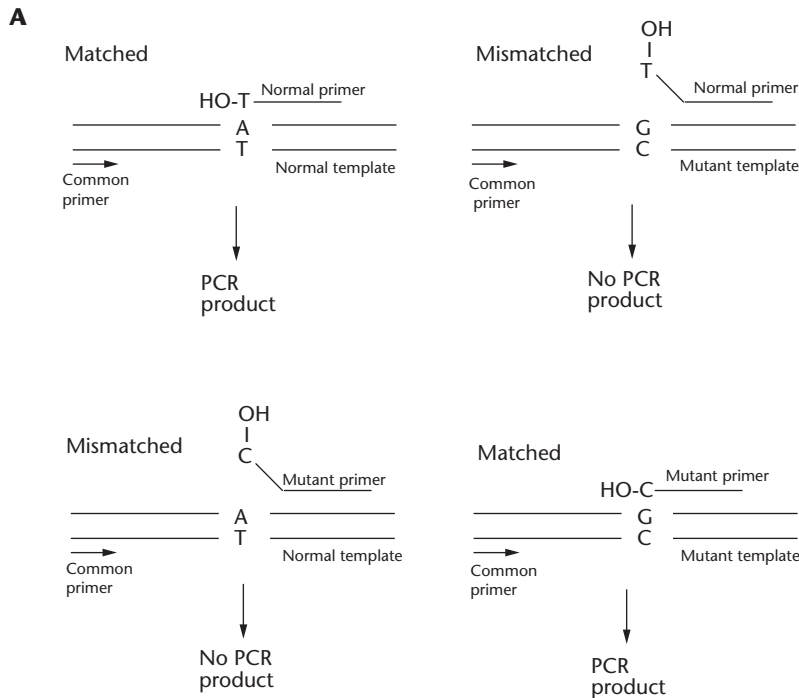 A
Matched
HO-T
Normal primer
A
T
Normal template
Common
primer
PCR
product
Mismatched
OH
T
Normal primer
G
C
Mutant template
Common
primer
No PCR
product
Mismatched
OH
C
Mutant primer
A
T
Normal template
Common
primer
No PCR
product
Matched
HO-C
Mutant primer
G
C
Mutant template
Common
primer
PCR
product